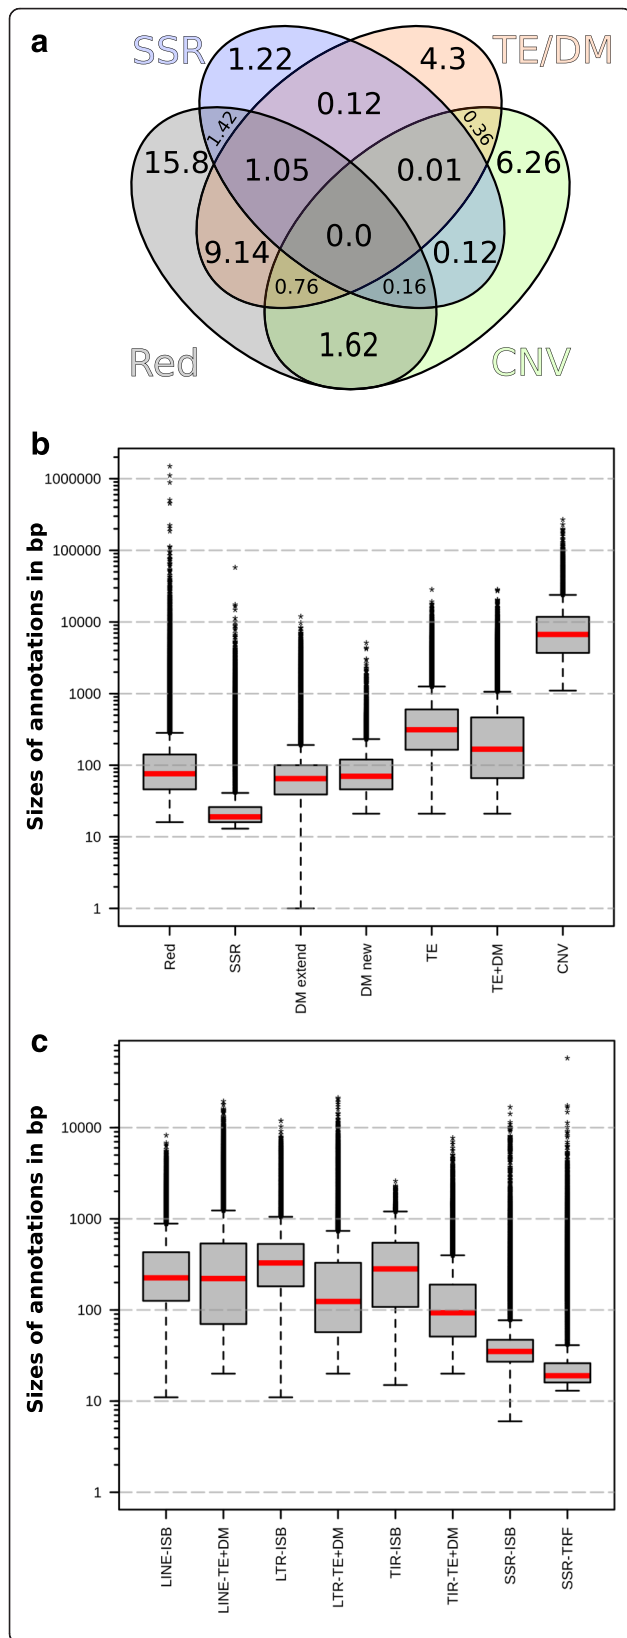 a
SSR
TE/DM
1.22
4.3
0.12
1.42
0.36
15.8
1.05
0.01
6.26
9.14
0.0
0.12
0.76
0.16
1.62
Red
CNV
b
Sizes of annotations in bp
1000000
100000
10000
1000
100
10
1
Red
SSR
DM extend
DM new
TE
TE+DM
CNV
c
Sizes of annotations in bp
10000
1000
100
10
1
LINE-ISB
LINE-TE+DM
LTR-ISB
LTR-TE+DM
TIR-ISB
TIR-TE+DM
SSR-ISB
SSR-TRF